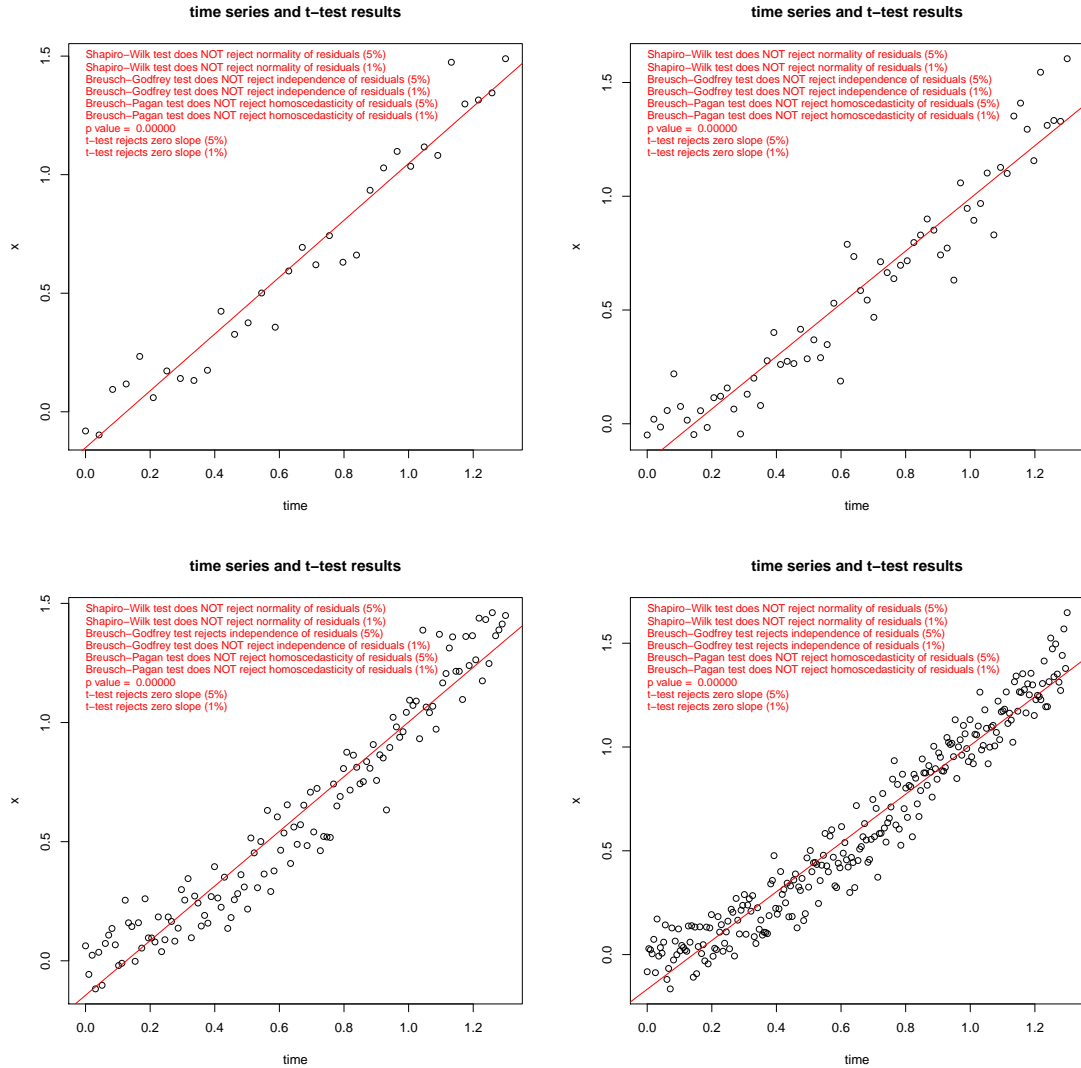 time series and t−test results
Shapiro−Wilk test does NOT reject normality of residuals (5%)
Shapiro−Wilk test does NOT reject normality of residuals (1%)
Breusch−Godfrey test does NOT reject independence of residuals (5%)
Breusch−Godfrey test does NOT reject independence of residuals (1%)
Breusch−Pagan test does NOT reject homoscedasticity of residuals (5%)
Breusch−Pagan test does NOT reject homoscedasticity of residuals (1%)
p value = 0.00000
t−test rejects zero slope (5%)
t−test rejects zero slope (1%)
1.5
1.0
0.5
0.0
x
0.0 0.2 0.4 0.6 0.8 1.0 1.2
time
time series and t−test results
Shapiro−Wilk test does NOT reject normality of residuals (5%)
Shapiro−Wilk test does NOT reject normality of residuals (1%)
Breusch−Godfrey test does NOT reject independence of residuals (5%)
Breusch−Godfrey test does NOT reject independence of residuals (1%)
Breusch−Pagan test does NOT reject homoscedasticity of residuals (5%)
Breusch−Pagan test does NOT reject homoscedasticity of residuals (1%)
p value = 0.00000
t−test rejects zero slope (5%)
t−test rejects zero slope (1%)
1.5
1.0
0.5
0.0
x
0.0 0.2 0.4 0.6 0.8 1.0 1.2
time
time series and t−test results
Shapiro−Wilk test does NOT reject normality of residuals (5%)
Shapiro−Wilk test does NOT reject normality of residuals (1%)
Breusch−Godfrey test rejects independence of residuals (5%)
Breusch−Godfrey test does NOT reject independence of residuals (1%)
Breusch−Pagan test does NOT reject homoscedasticity of residuals (5%)
Breusch−Pagan test does NOT reject homoscedasticity of residuals (1%)
p value = 0.00000
t−test rejects zero slope (5%)
t−test rejects zero slope (1%)
1.5
1.0
0.5
0.0
x
0.0 0.2 0.4 0.6 0.8 1.0 1.2
time
time series and t−test results
Shapiro−Wilk test does NOT reject normality of residuals (5%)
Shapiro−Wilk test does NOT reject normality of residuals (1%)
Breusch−Godfrey test rejects independence of residuals (5%)
Breusch−Godfrey test rejects independence of residuals (1%)
Breusch−Pagan test does NOT reject homoscedasticity of residuals (5%)
Breusch−Pagan test does NOT reject homoscedasticity of residuals (1%)
p value = 0.00000
t−test rejects zero slope (5%)
t−test rejects zero slope (1%)
1.5
1.0
0.5
0.0
x
0.0 0.2 0.4 0.6 0.8 1.0 1.2
time